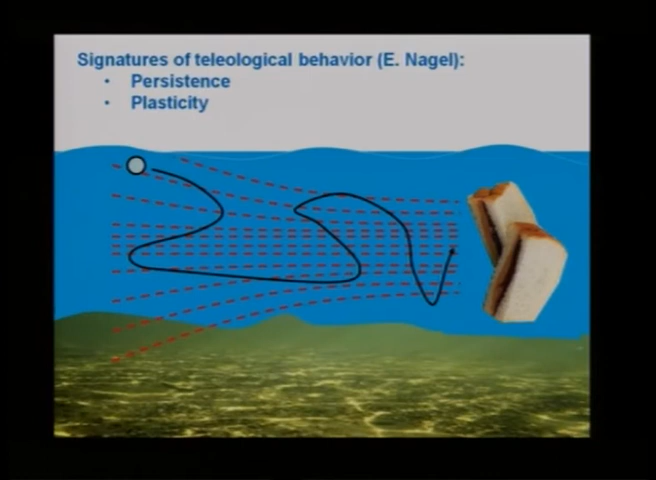 Signatures of teleological behavior (E. Nagel):
• Persistence
• Plasticity